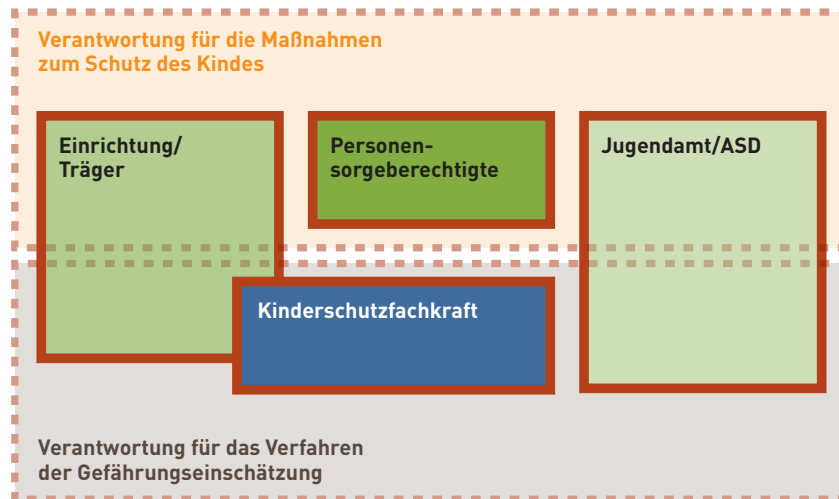 Verantwortung für die Maßnahmen
zum Schutz des Kindes
Einrichtung/
Träger
Personen-
sorgeberechtigte
Jugendamt/ASD
Kinderschutzfachkraft
Verantwortung für das Verfahren
der Gefährungseinschätzung